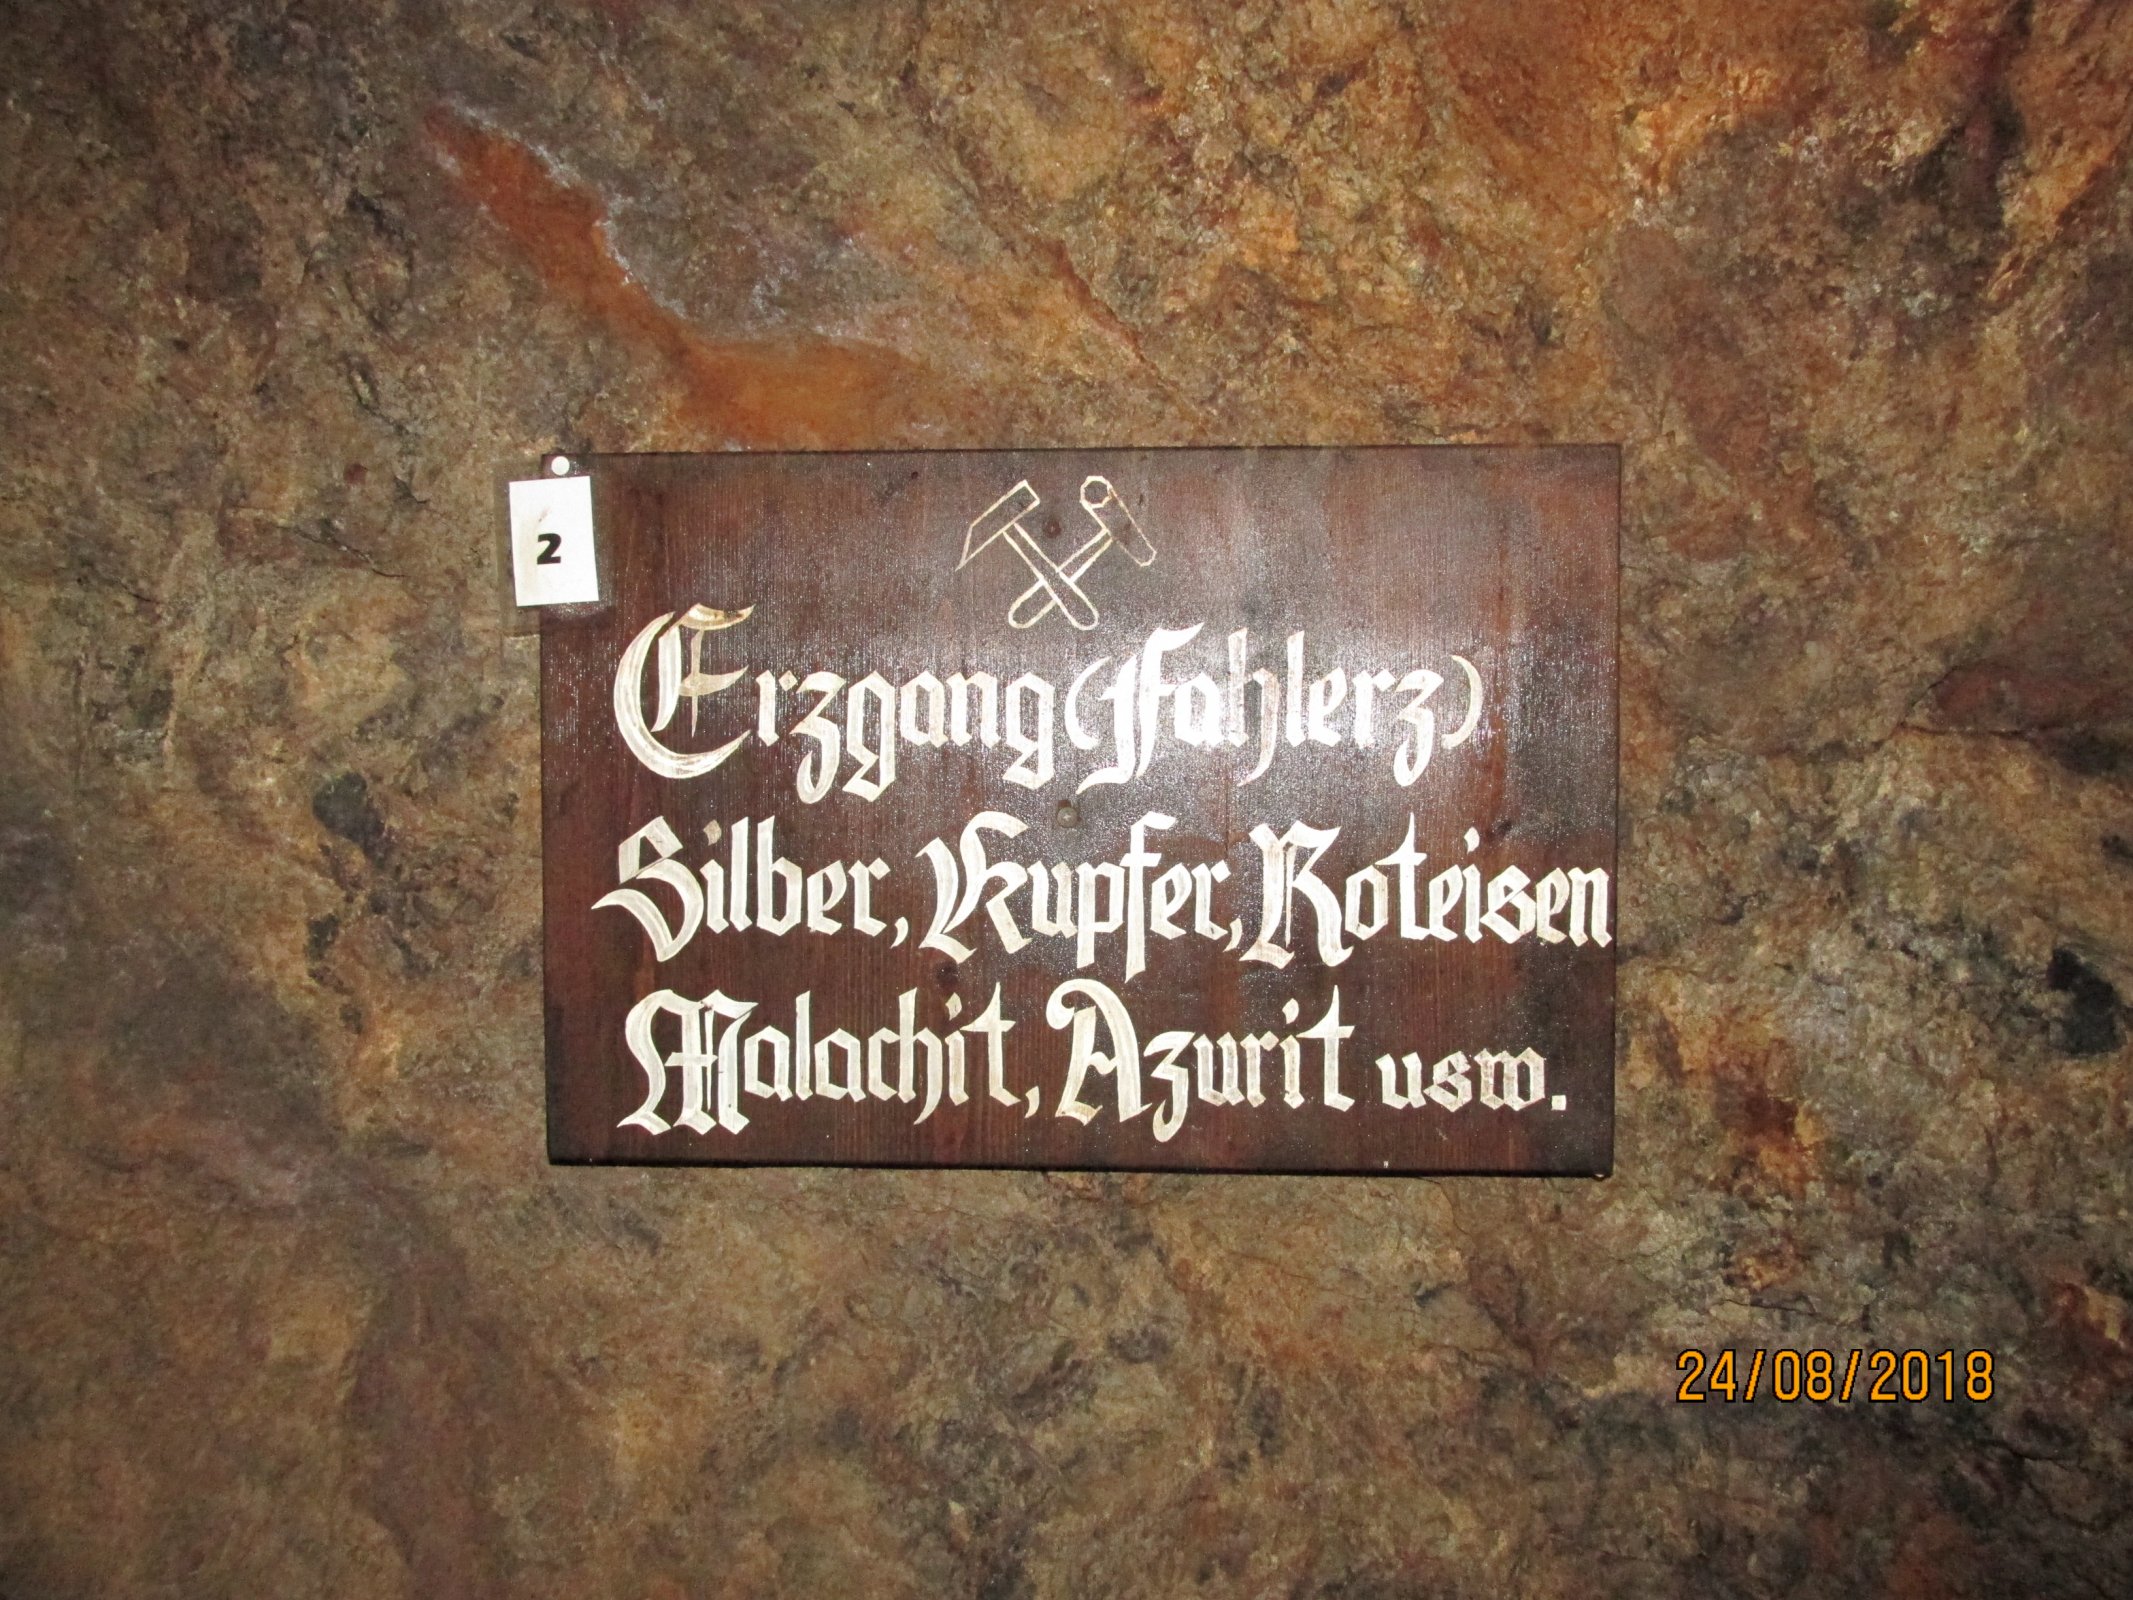 2
Erzgang (Fahlerz)
Silber, Kupfer, Roteisen
Malachit, Azurit usw.
24/08/2018